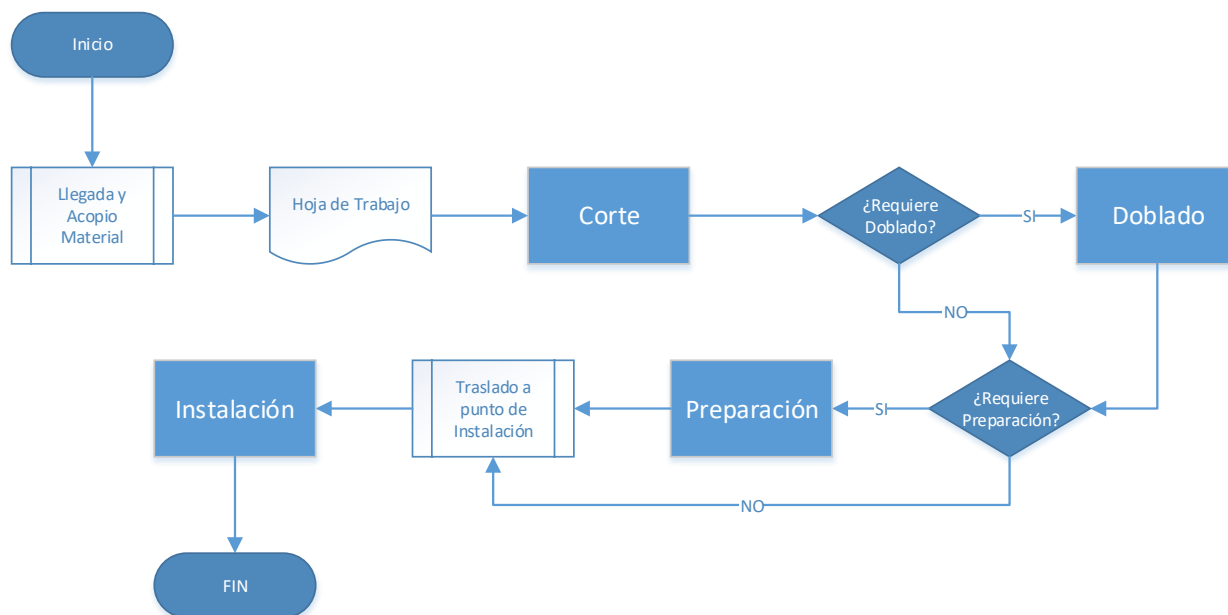 Inicio
Llegada y
Acopio
Material
Hoja de Trabajo
Corte
¿Requiere
Doblado?
SI
Doblado
NO
¿Requiere
Preparación?
SI
Preparación
Traslado a
punto de
Instalación
Instalación
NO
FIN